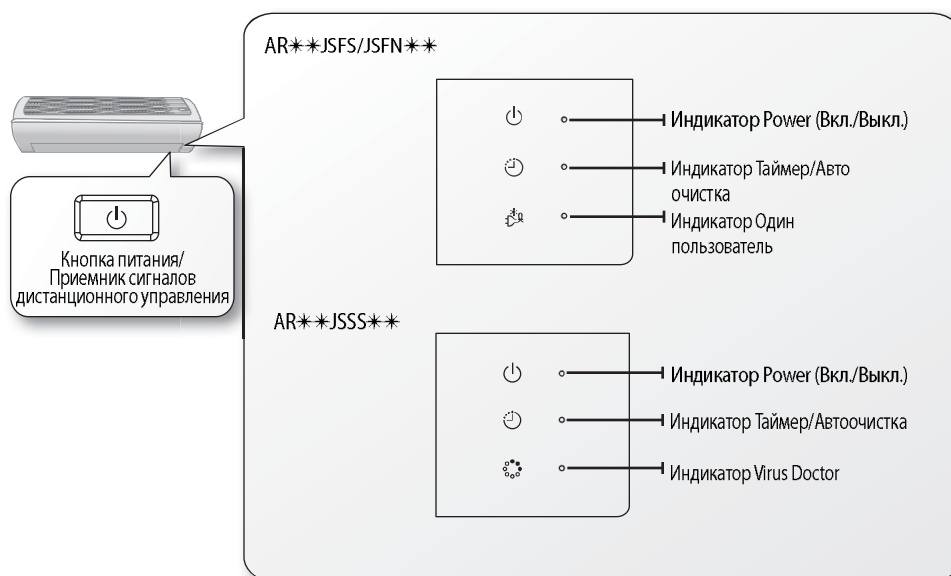 AR✳✳JSFS/JSFN✳✳
Индикатор Power (Вкл./Выкл.)
Индикатор Таймер/Авто
очистка
Индикатор Один
пользователь
Кнопка питания/
Приемник сигналов
дистанционного управления
AR✳✳JSSS✳✳
Индикатор Power (Вкл./Выкл.)
Индикатор Таймер/Автоочистка
Индикатор Virus Doctor